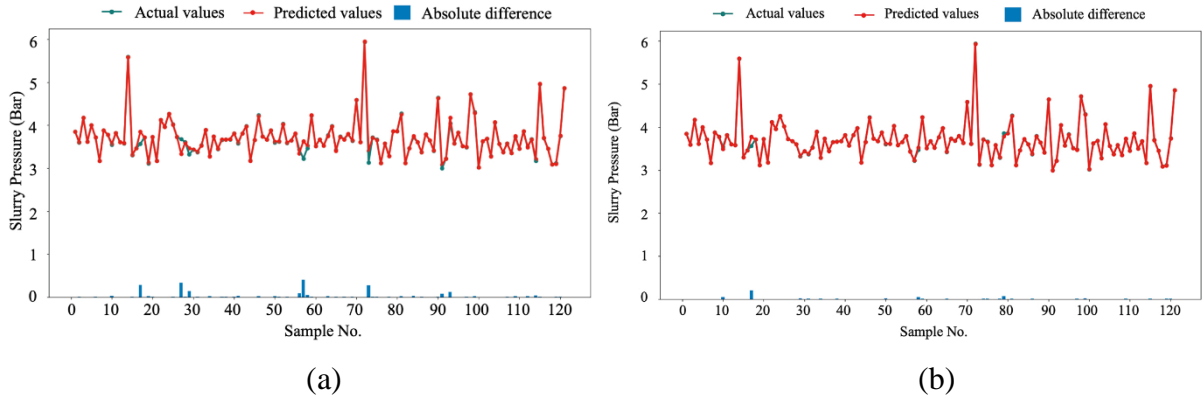 Actual values Predicted values Absolute difference
Slurry Pressure (Bar)
6
5
4
3
2
1
0
0 10 20 30 40 50 60 70 80 90 100 110 120
Sample No.
(a)
Actual values Predicted values Absolute difference
Slurry Pressure (Bar)
6
5
4
3
2
1
0
0 10 20 30 40 50 60 70 80 90 100 110 120
Sample No.
(b)